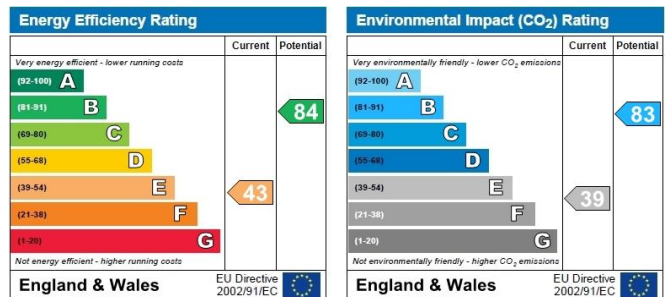 Energy Efficiency Rating
Current Potential
Very energy efficient - lower running costs
(92-100) A
(81-91) B
84
(69-80) C
(55-68) D
(39-54) E
43
(21-38) F
(1-20) G
Not energy efficient - higher running costs
England & Wales
EU Directive
2002/91/EC
Environmental Impact (CO2) Rating
Current Potential
Very environmentally friendly - lower CO2 emissions
(92-100) A
(81-91) B
83
(69-80) C
(55-68) D
(39-54) E
39
(21-38) F
(1-20) G
Not environmentally friendly - higher CO2 emissions
England & Wales
EU Directive
2002/91/EC